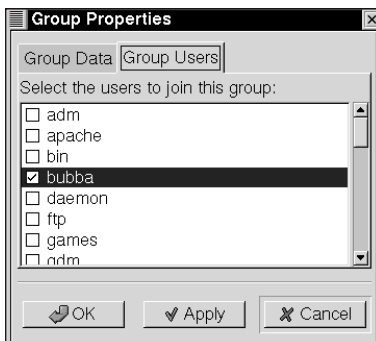 Group Properties
Group Data Group Users
Select the users to join this group:
adm
apache
bin
bubba
daemon
ftp
games
gdm
OK Apply Cancel